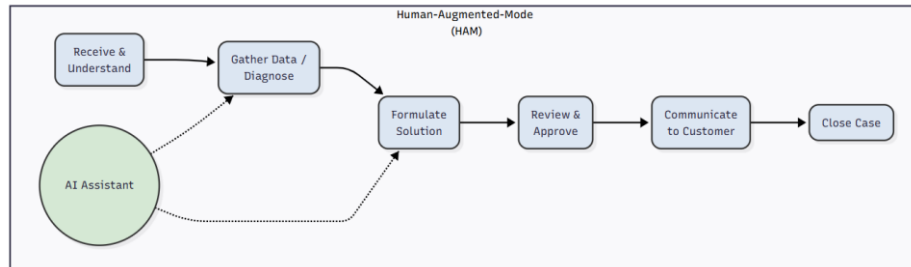 Human-Augmented-Mode
(HAM)
Receive &
Understand
Gather Data /
Diagnose
Formulate
Solution
Review &
Approve
Communicate
to Customer
Close Case
AI Assistant